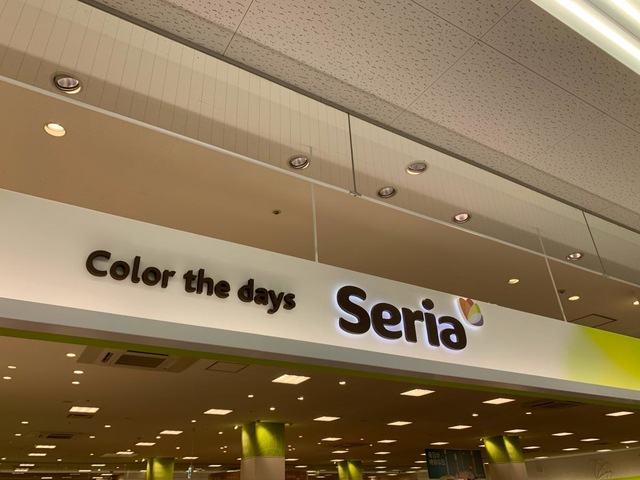 Color the days
Seria